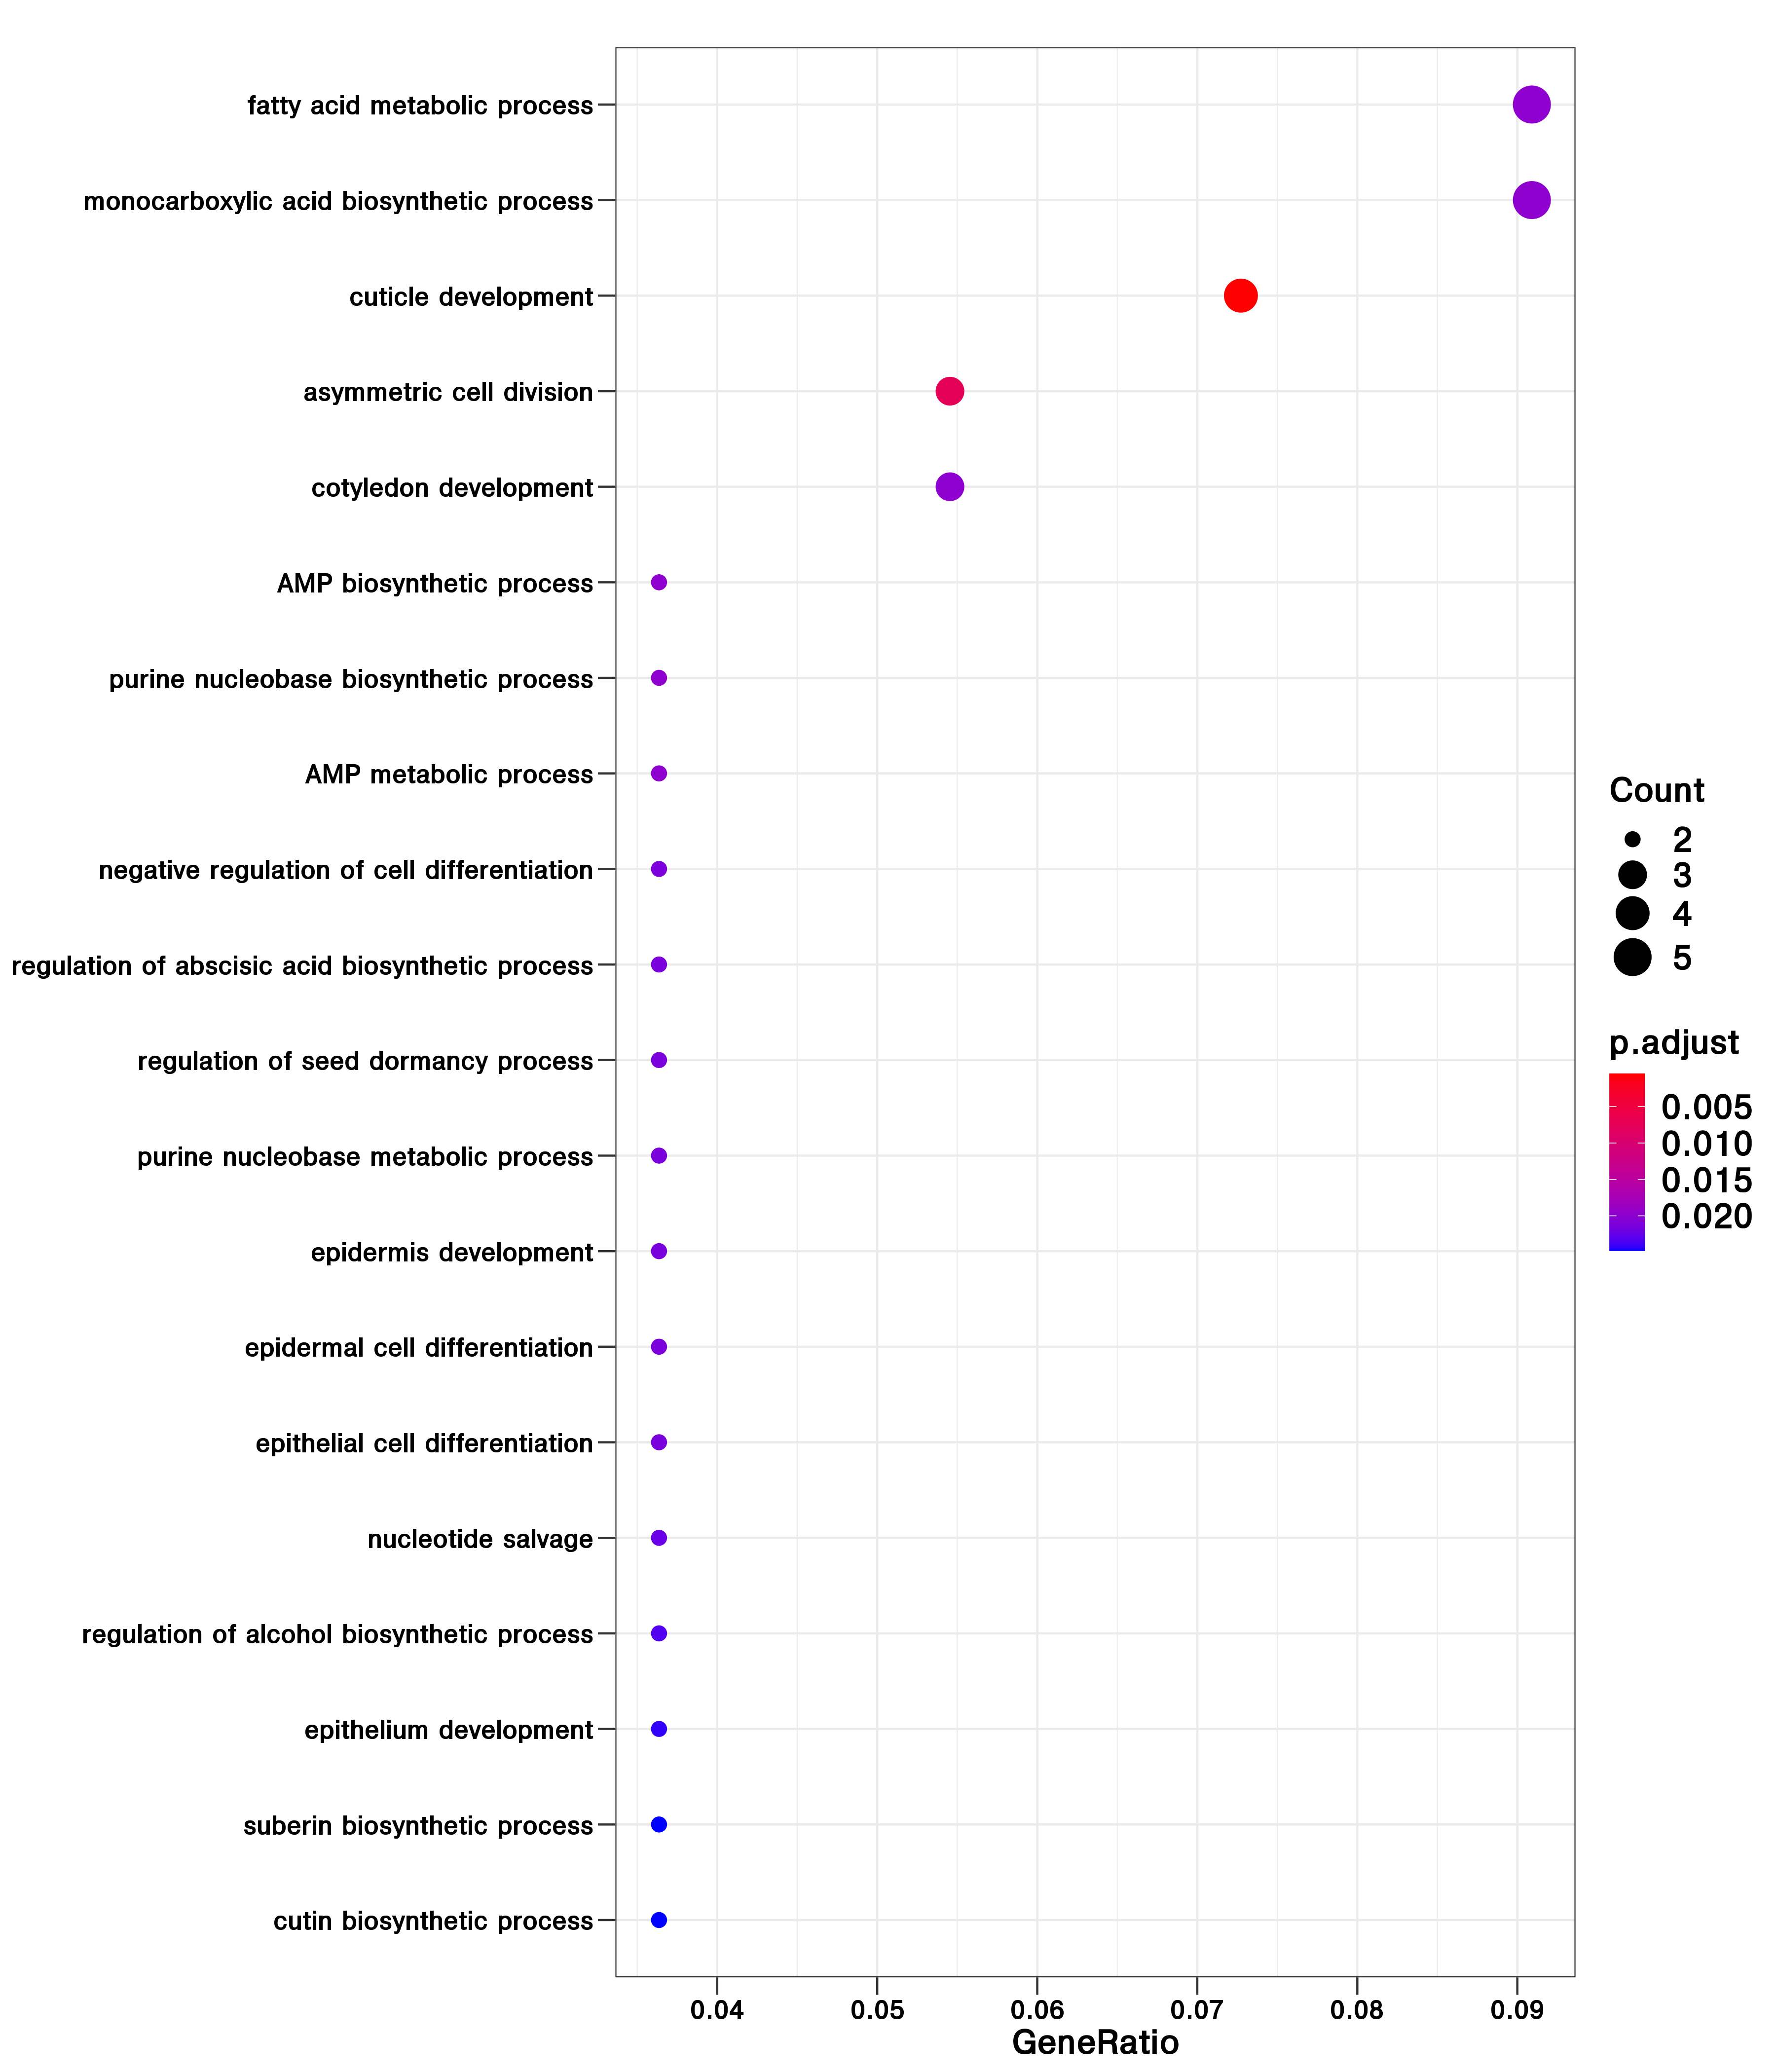 fatty acid metabolic process
monocarboxylic acid biosynthetic process
cuticle development
asymmetric cell division
cotyledon development
AMP biosynthetic process
purine nucleobase biosynthetic process
AMP metabolic process
negative regulation of cell differentiation
regulation of abscisic acid biosynthetic process
regulation of seed dormancy process
purine nucleobase metabolic process
epidermis development
epidermal cell differentiation
epithelial cell differentiation
nucleotide salvage
regulation of alcohol biosynthetic process
epithelium development
suberin biosynthetic process
cutin biosynthetic process
0.04 0.05 0.06 0.07 0.08 0.09
GeneRatio
Count
2
3
4
5
p.adjust
0.005
0.010
0.015
0.020